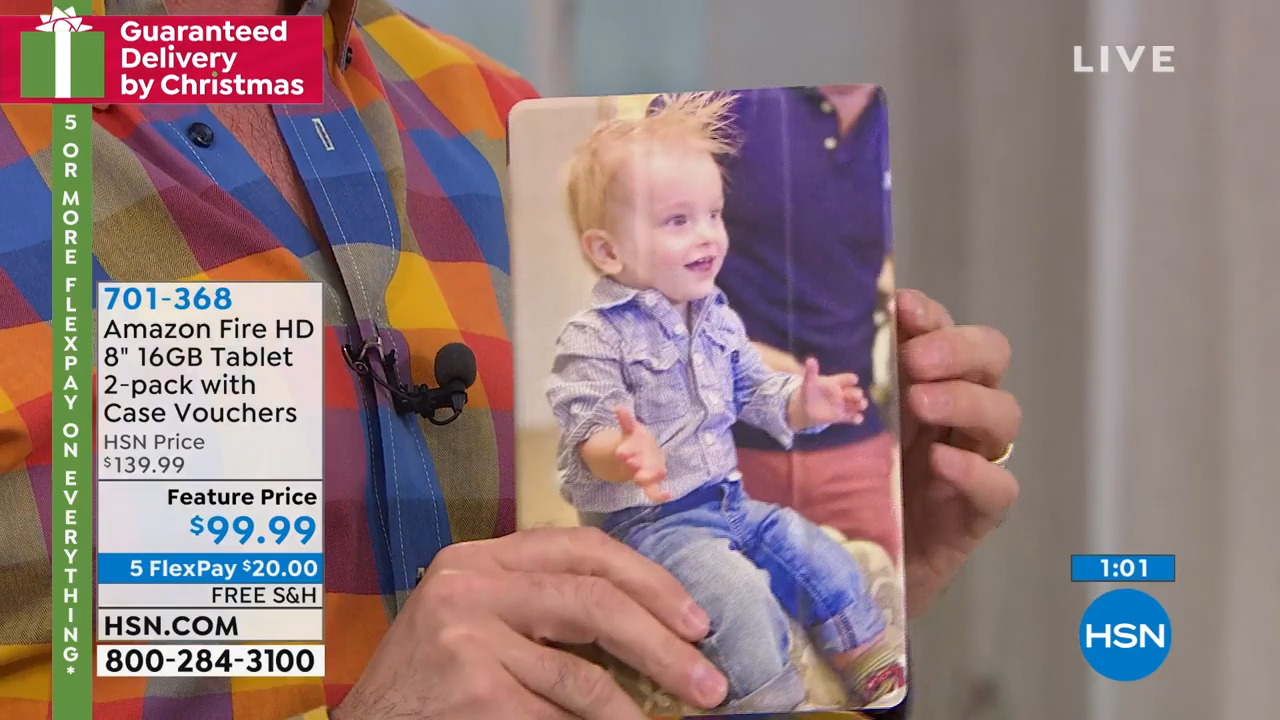 Guaranteed
Delivery
by Christmas
LIVE
5 OR MORE FLEXPAY ON EVERYTHING*
701-368
Amazon Fire HD
8" 16GB Tablet
2-pack with
Case Vouchers
HSN Price
$139.99
Feature Price
$99.99
5 FlexPay $20.00
FREE S&H
HSN.COM
800-284-3100
1:01
HSN